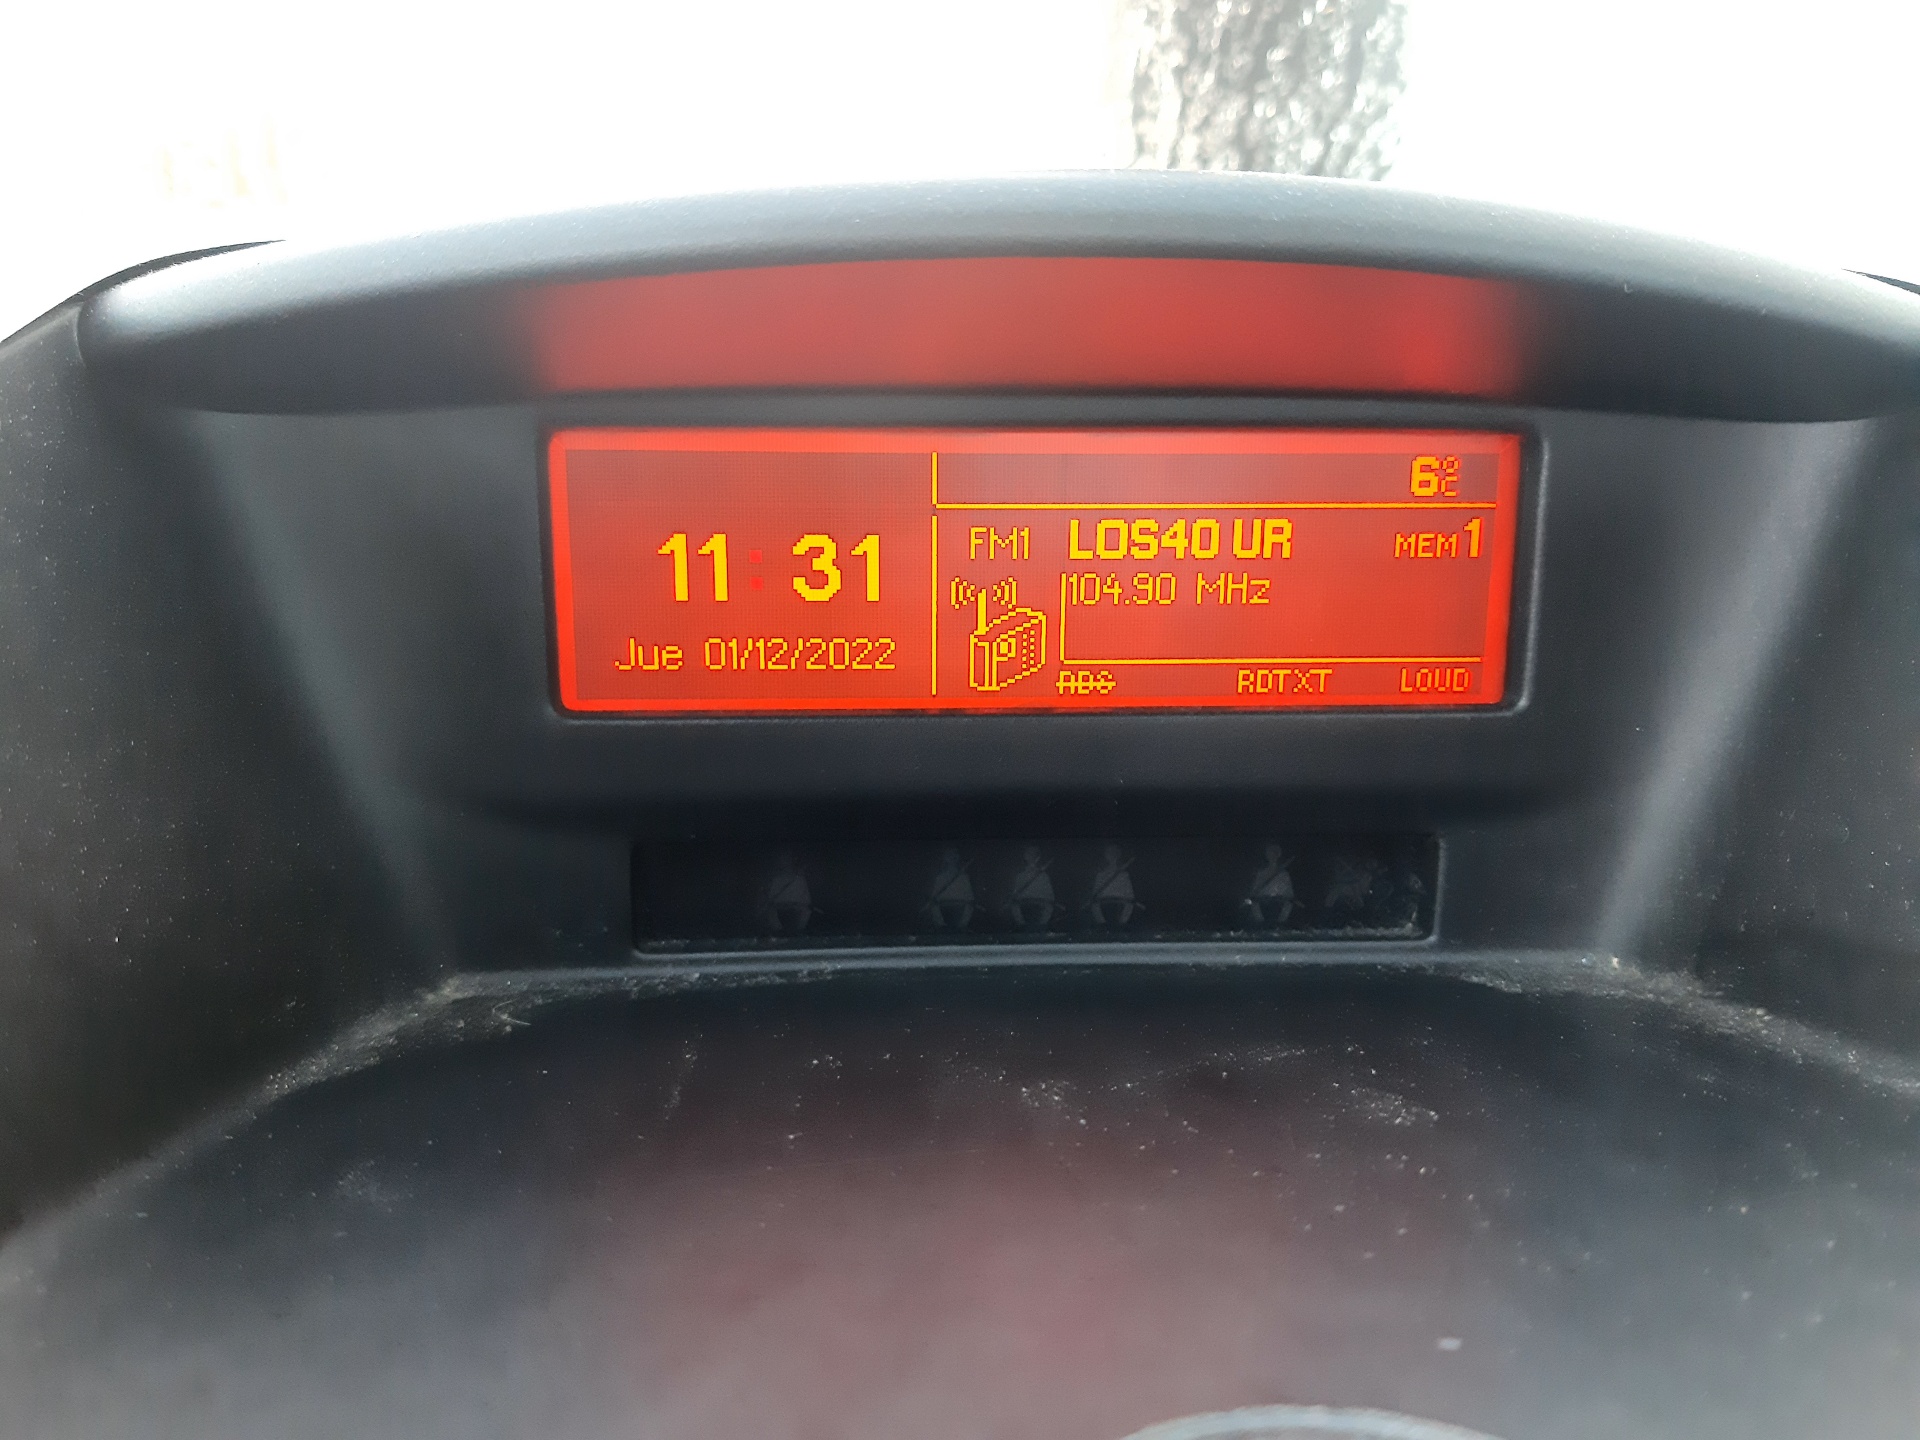 11:31
Jue 01/12/2022
6°C
FM1 LOS40 UR MEM1
104.90 MHz
RDTXT LOUD